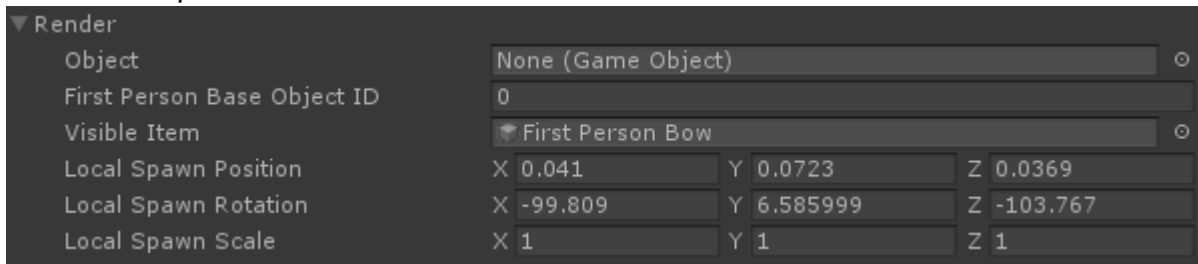 Render
Object None (Game Object)
First Person Base Object ID 0
Visible Item First Person Bow
Local Spawn Position X 0.041 Y 0.0723 Z 0.0369
Local Spawn Rotation X -99.809 Y 6.585999 Z -103.767
Local Spawn Scale X 1 Y 1 Z 1